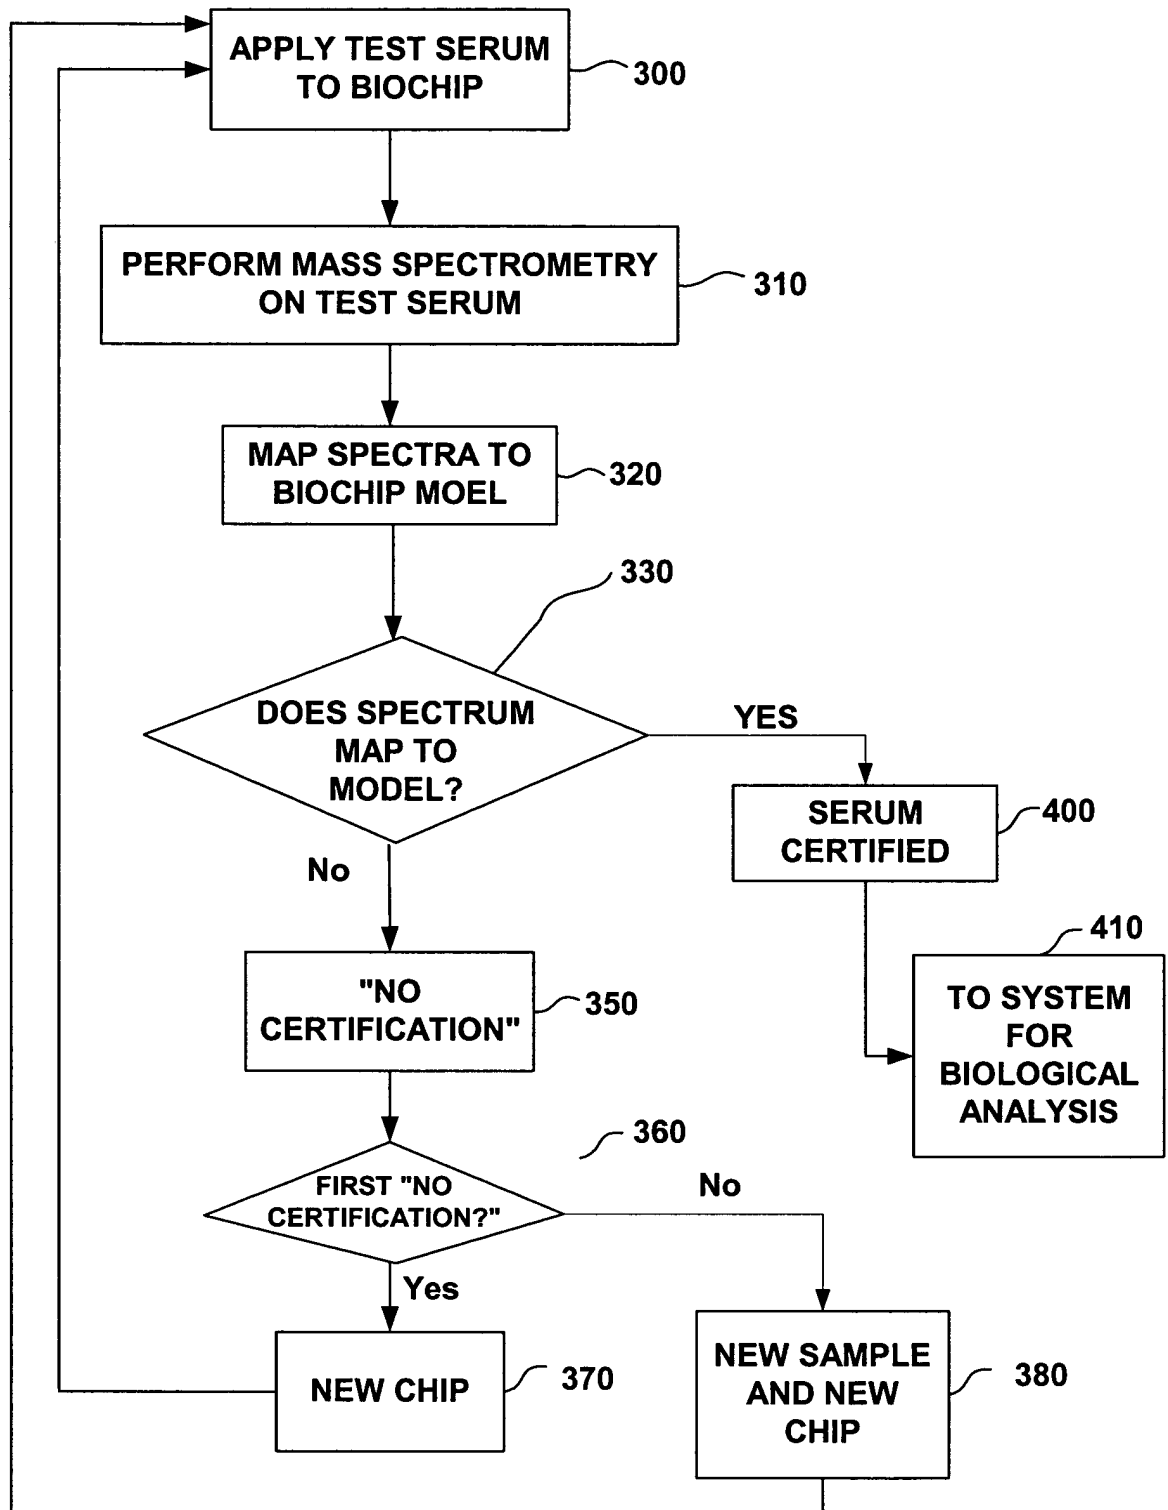 APPLY TEST SERUM
TO BIOCHIP
300
PERFORM MASS SPECTROMETRY
ON TEST SERUM
310
MAP SPECTRA TO
BIOCHIP MOEL
320
330
DOES SPECTRUM
MAP TO
MODEL?
YES
SERUM
CERTIFIED
400
No
410
"NO
CERTIFICATION"
350
TO SYSTEM
FOR
BIOLOGICAL
ANALYSIS
360
FIRST "NO
CERTIFICATION?"
No
Yes
NEW CHIP
370
NEW SAMPLE
AND NEW
CHIP
380